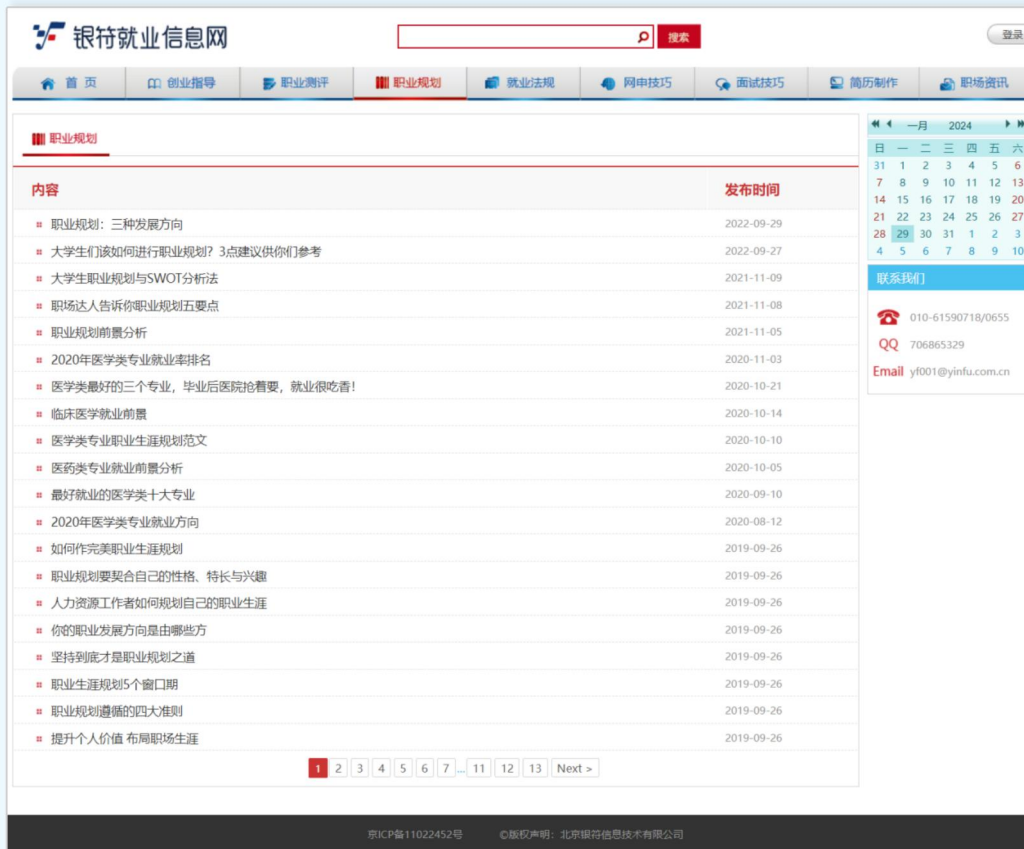 银符就业信息网
搜索
登录
首 页 创业指导 职业测评 职业规划 就业法规 网申技巧 面试技巧 简历制作 职场资讯
职业规划
内容 发布时间
职业规划：三种发展方向 2022-09-29
大学生们该如何进行职业规划？3点建议供你们参考 2022-09-27
大学生职业规划与SWOT分析法 2021-11-09
职场达人告诉你职业规划五要点 2021-11-08
职业规划前景分析 2021-11-05
2020年医学类专业就业率排名 2020-11-03
医学类最好的三个专业，毕业后医院抢着要，就业很吃香！ 2020-10-21
临床医学就业前景 2020-10-14
医学类专业职业生涯规划范文 2020-10-10
医药类专业就业前景分析 2020-10-05
最好就业的医学类十大专业 2020-09-10
2020年医学类专业就业方向 2020-08-12
如何作完美职业生涯规划 2019-09-26
职业规划要契合自己的性格、特长与兴趣 2019-09-26
人力资源工作者如何规划自己的职业生涯 2019-09-26
你的职业发展方向是由哪些方 2019-09-26
坚持到底才是职业规划之道 2019-09-26
职业生涯规划5个窗口期 2019-09-26
职业规划遵循的四大准则 2019-09-26
提升个人价值 布局职场生涯 2019-09-26
1 2 3 4 5 6 7 ... 11 12 13 Next >
一月 2024
日 一 二 三 四 五 六
31 1 2 3 4 5 6
7 8 9 10 11 12 13
14 15 16 17 18 19 20
21 22 23 24 25 26 27
28 29 30 31 1 2 3
4 5 6 7 8 9 10
联系我们
010-61590718/0655
QQ 706865329
Email yf001@yinfu.com.cn
京ICP备11022452号 ©版权声明：北京银符信息技术有限公司